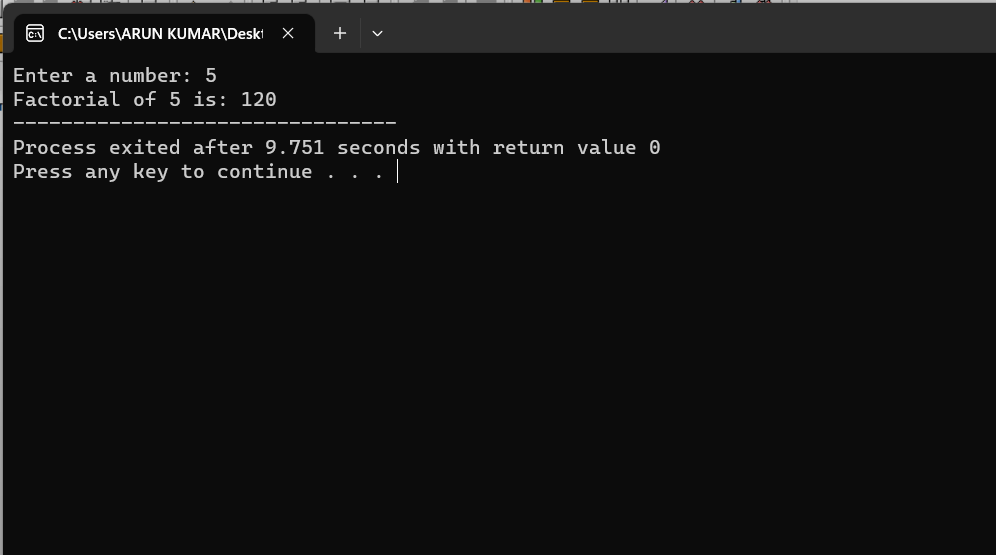 C:\Users\ARUN KUMAR\Deskt
Enter a number: 5
Factorial of 5 is: 120
--------------------------------
Process exited after 9.751 seconds with return value 0
Press any key to continue . . .